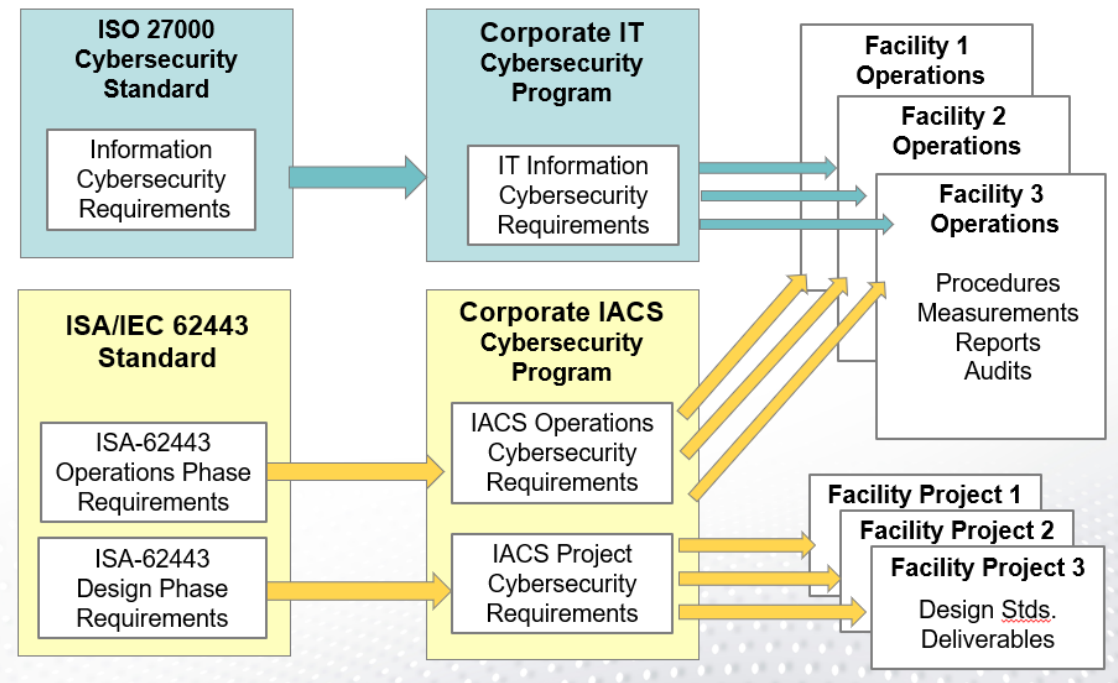 ISO 27000
Cybersecurity
Standard
Information
Cybersecurity
Requirements
Corporate IT
Cybersecurity
Program
IT Information
Cybersecurity
Requirements
Facility 1
Operations
Facility 2
Operations
Facility 3
Operations
Procedures
Measurements
Reports
Audits
ISA/IEC 62443
Standard
ISA-62443
Operations Phase
Requirements
ISA-62443
Design Phase
Requirements
Corporate IACS
Cybersecurity
Program
IACS Operations
Cybersecurity
Requirements
IACS Project
Cybersecurity
Requirements
Facility Project 1
Facility Project 2
Facility Project 3
Design Stds.
Deliverables